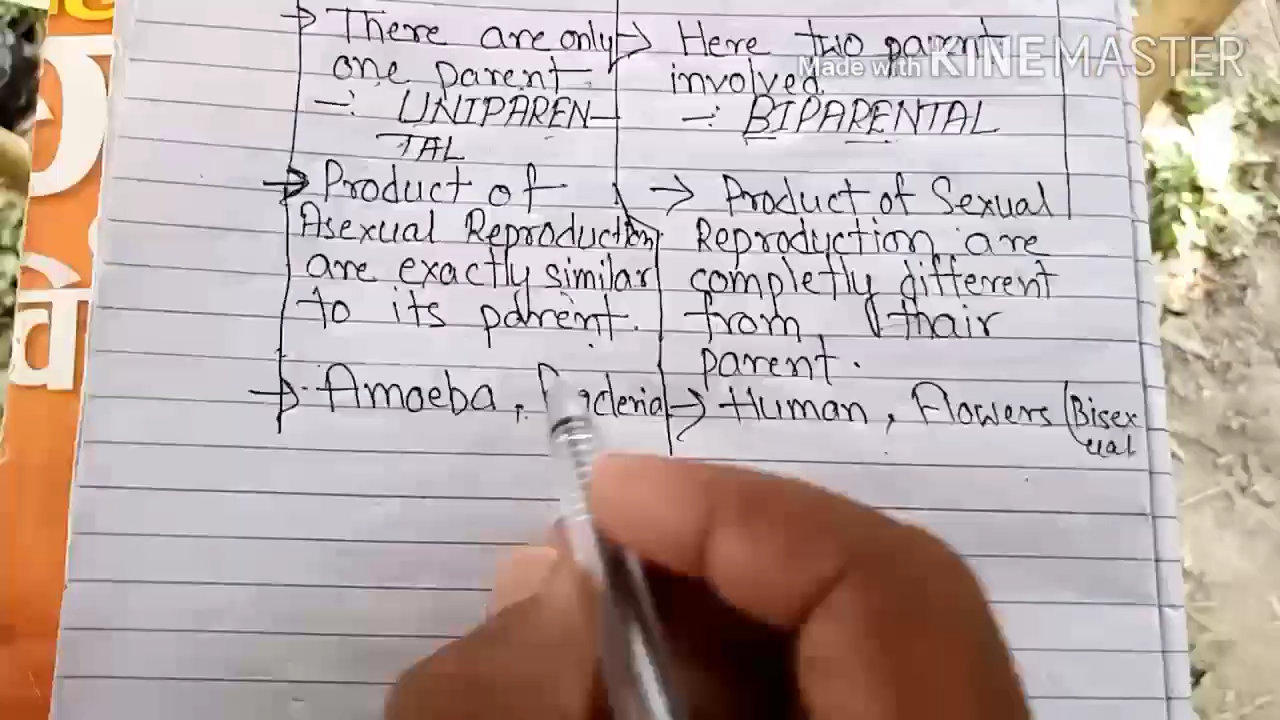 → There are only
one parent
-: UNIPAREN-
TAL
→ Product of
Asexual Reproduction
are exactly similar
to its parent.
→ Amoeba,
→ Here two parent
involved.
-: BIPARENTAL
→ Product of Sexual
Reproduction are
completly different
from thair
parent.
→ Human, Flowers (Bisex
ual
Made with KINEMASTER